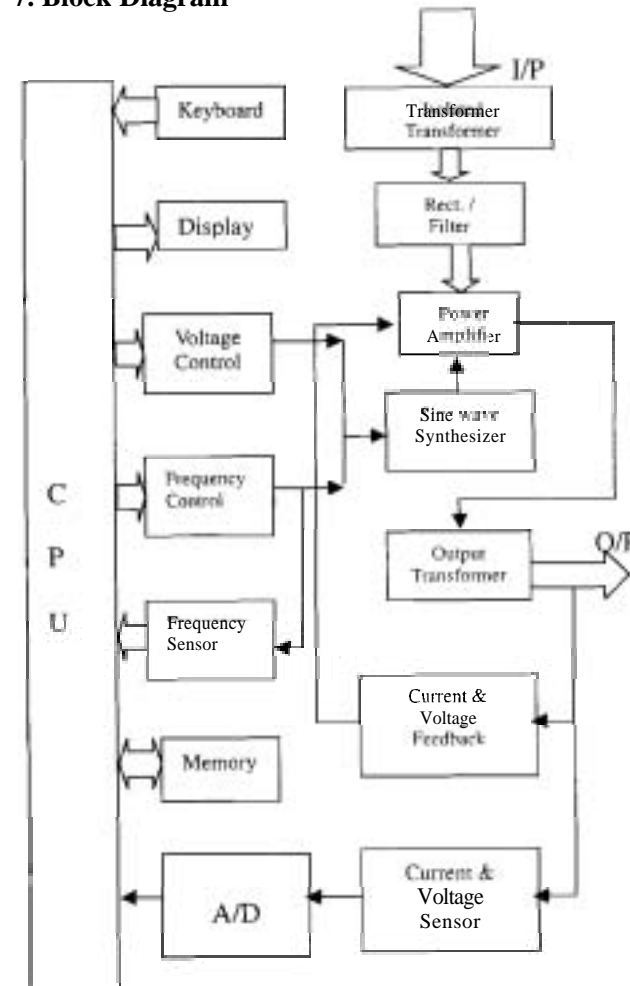 7. Block Diagram
I/P
Keyboard
Transformer
Transformer
Display
Rect. /
Filter
Voltage
Control
Power
Amplifier
Sine wave
Synthesizer
Frequency
Control
C
P
U
Output
Transformer
O/P
Frequency
Sensor
Current &
Voltage
Feedback
Memory
A/D
Current &
Voltage
Sensor